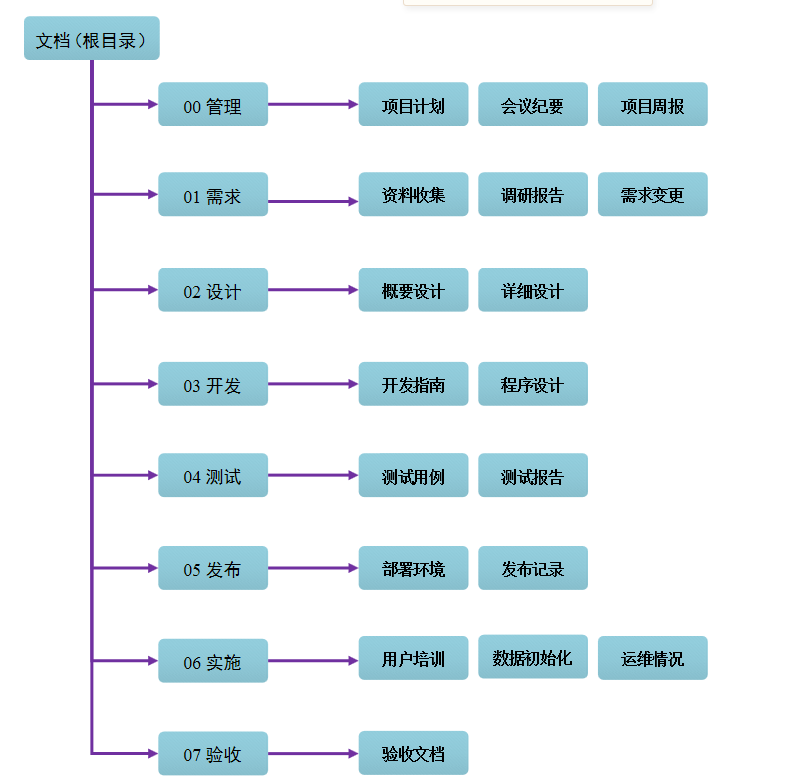 文档(根目录)
00 管理 项目计划 会议纪要 项目周报
01 需求 资料收集 调研报告 需求变更
02 设计 概要设计 详细设计
03 开发 开发指南 程序设计
04 测试 测试用例 测试报告
05 发布 部署环境 发布记录
06 实施 用户培训 数据初始化 运维情况
07 验收 验收文档